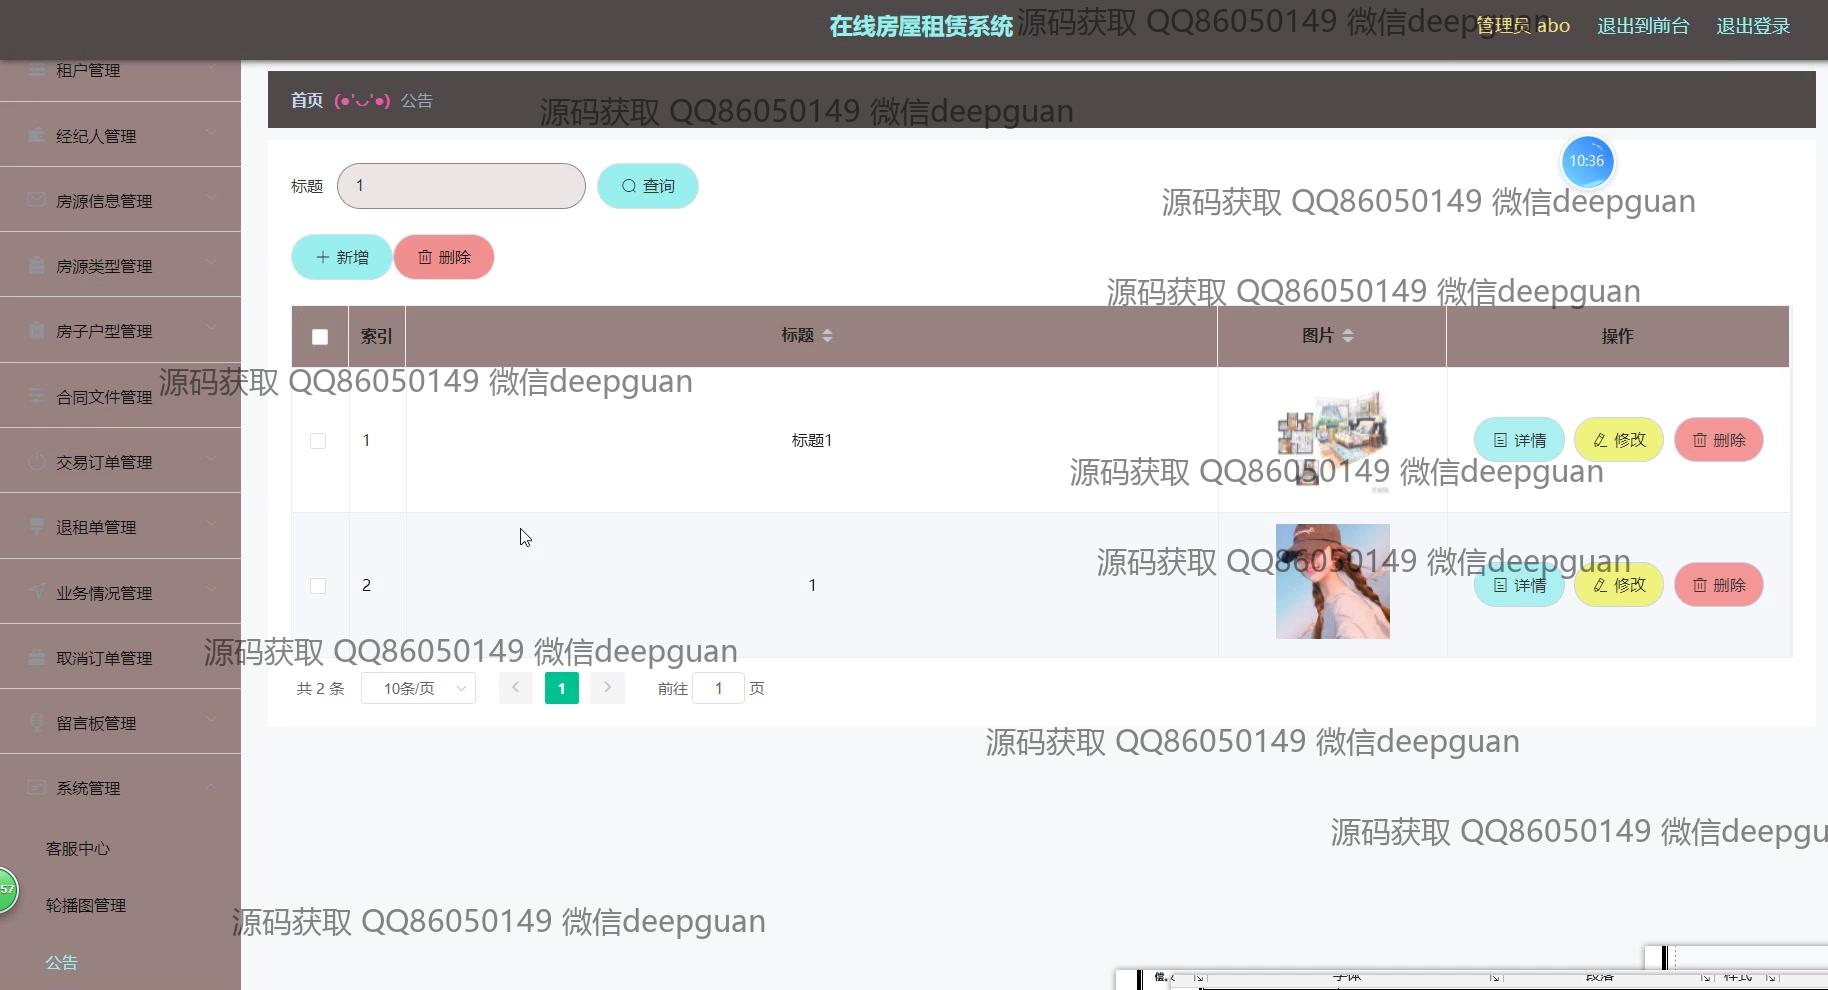 在线房屋租赁系统
源码获取 QQ86050149 微信deepguan
管理员 abo
退出到前台
退出登录
租户管理
首页 (●'◡'●) 公告
源码获取 QQ86050149 微信deepguan
经纪人管理
10:36
标题 1 查询
房源信息管理
源码获取 QQ86050149 微信deepguan
新增 删除
房源类型管理
源码获取 QQ86050149 微信deepguan
房子户型管理
索引 标题 图片 操作
源码获取 QQ86050149 微信deepguan
合同文件管理
1 标题1 详情 修改 删除
交易订单管理
源码获取 QQ86050149 微信deepguan
退租单管理
源码获取 QQ86050149 微信deepguan
2 1 详情 修改 删除
业务情况管理
源码获取 QQ86050149 微信deepguan
取消订单管理
共 2 条 10条/页 1 前往 1 页
留言板管理
源码获取 QQ86050149 微信deepguan
系统管理
源码获取 QQ86050149 微信deepgu
客服中心
57
轮播图管理
源码获取 QQ86050149 微信deepguan
公告
字体 段落 样式